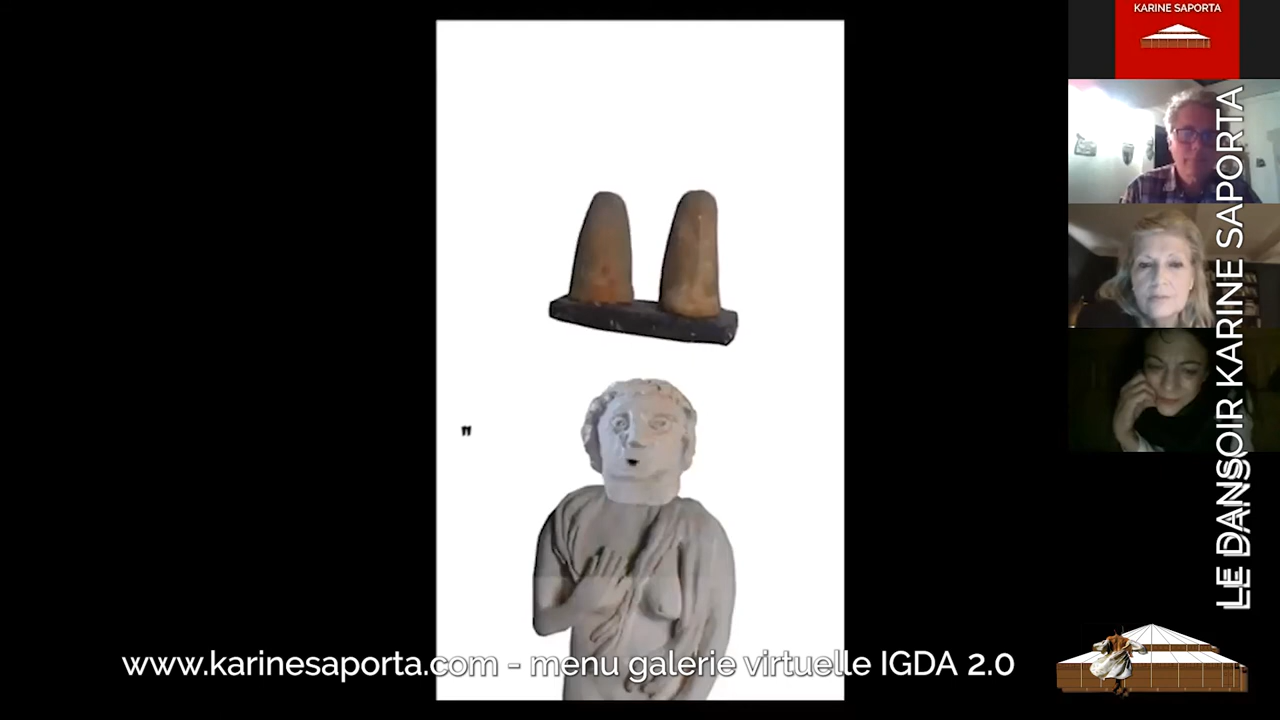 KARINE SAPORTA
LE DANSOIR KARINE SAPORTA
"
www.karinesaporta.com - menu galerie virtuelle IGDA 2.0